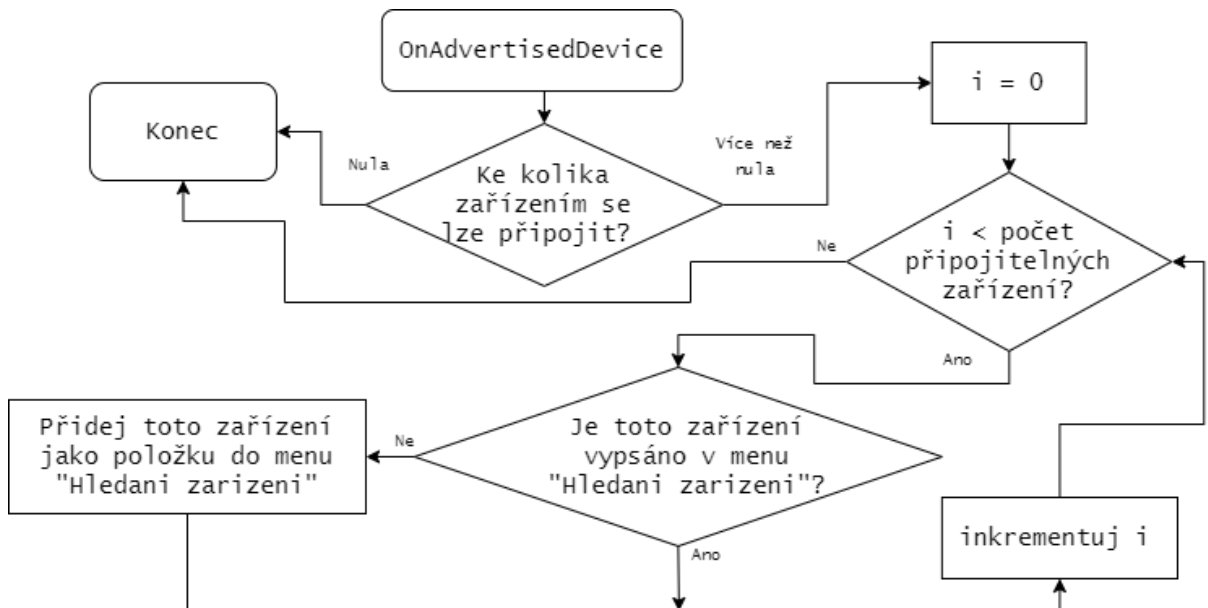 OnAdvertisedDevice
i = 0
Konec
Nula
Ke kolika
zařízením se
lze připojit?
Více než
nula
i < počet
připojitelných
zařízení?
Ne
Ano
Je toto zařízení
vypsáno v menu
"Hledani zarizeni"?
Ne
Přidej toto zařízení
jako položku do menu
"Hledani zarizeni"
Ano
inkrementuj i